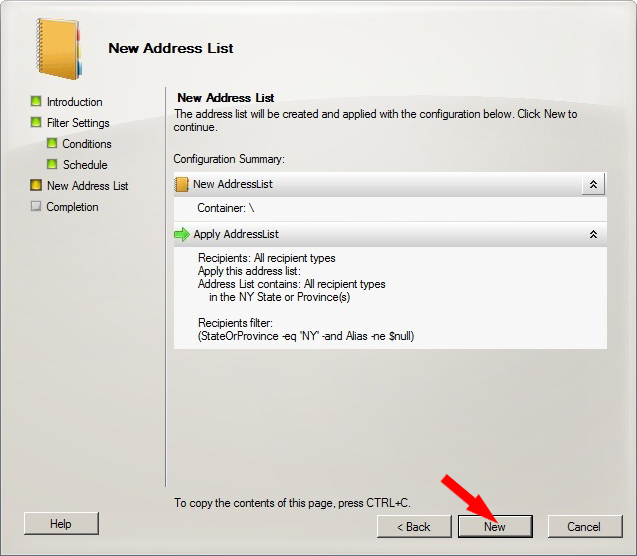 New Address List
Introduction
Filter Settings
Conditions
Schedule
New Address List
Completion
New Address List
The address list will be created and applied with the configuration below. Click New to
continue.
Configuration Summary:
New AddressList
Container: \
Apply AddressList
Recipients: All recipient types
Apply this address list:
Address List contains: All recipient types
in the NY State or Province(s)
Recipients filter:
(StateOrProvince -eq 'NY' -and Alias -ne $null)
To copy the contents of this page, press CTRL+C.
Help
< Back
New
Cancel